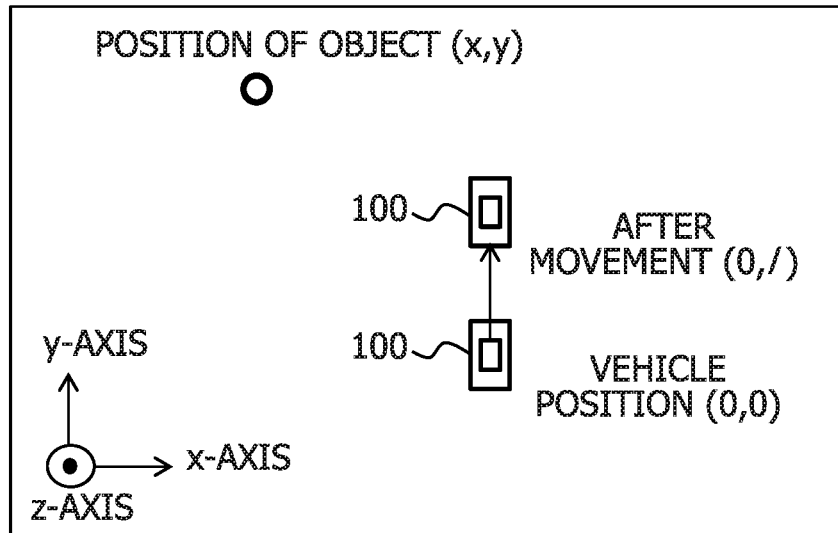 POSITION OF OBJECT (x,y)
100
AFTER
MOVEMENT (0,/)
100
VEHICLE
POSITION (0,0)
y-AXIS
x-AXIS
z-AXIS